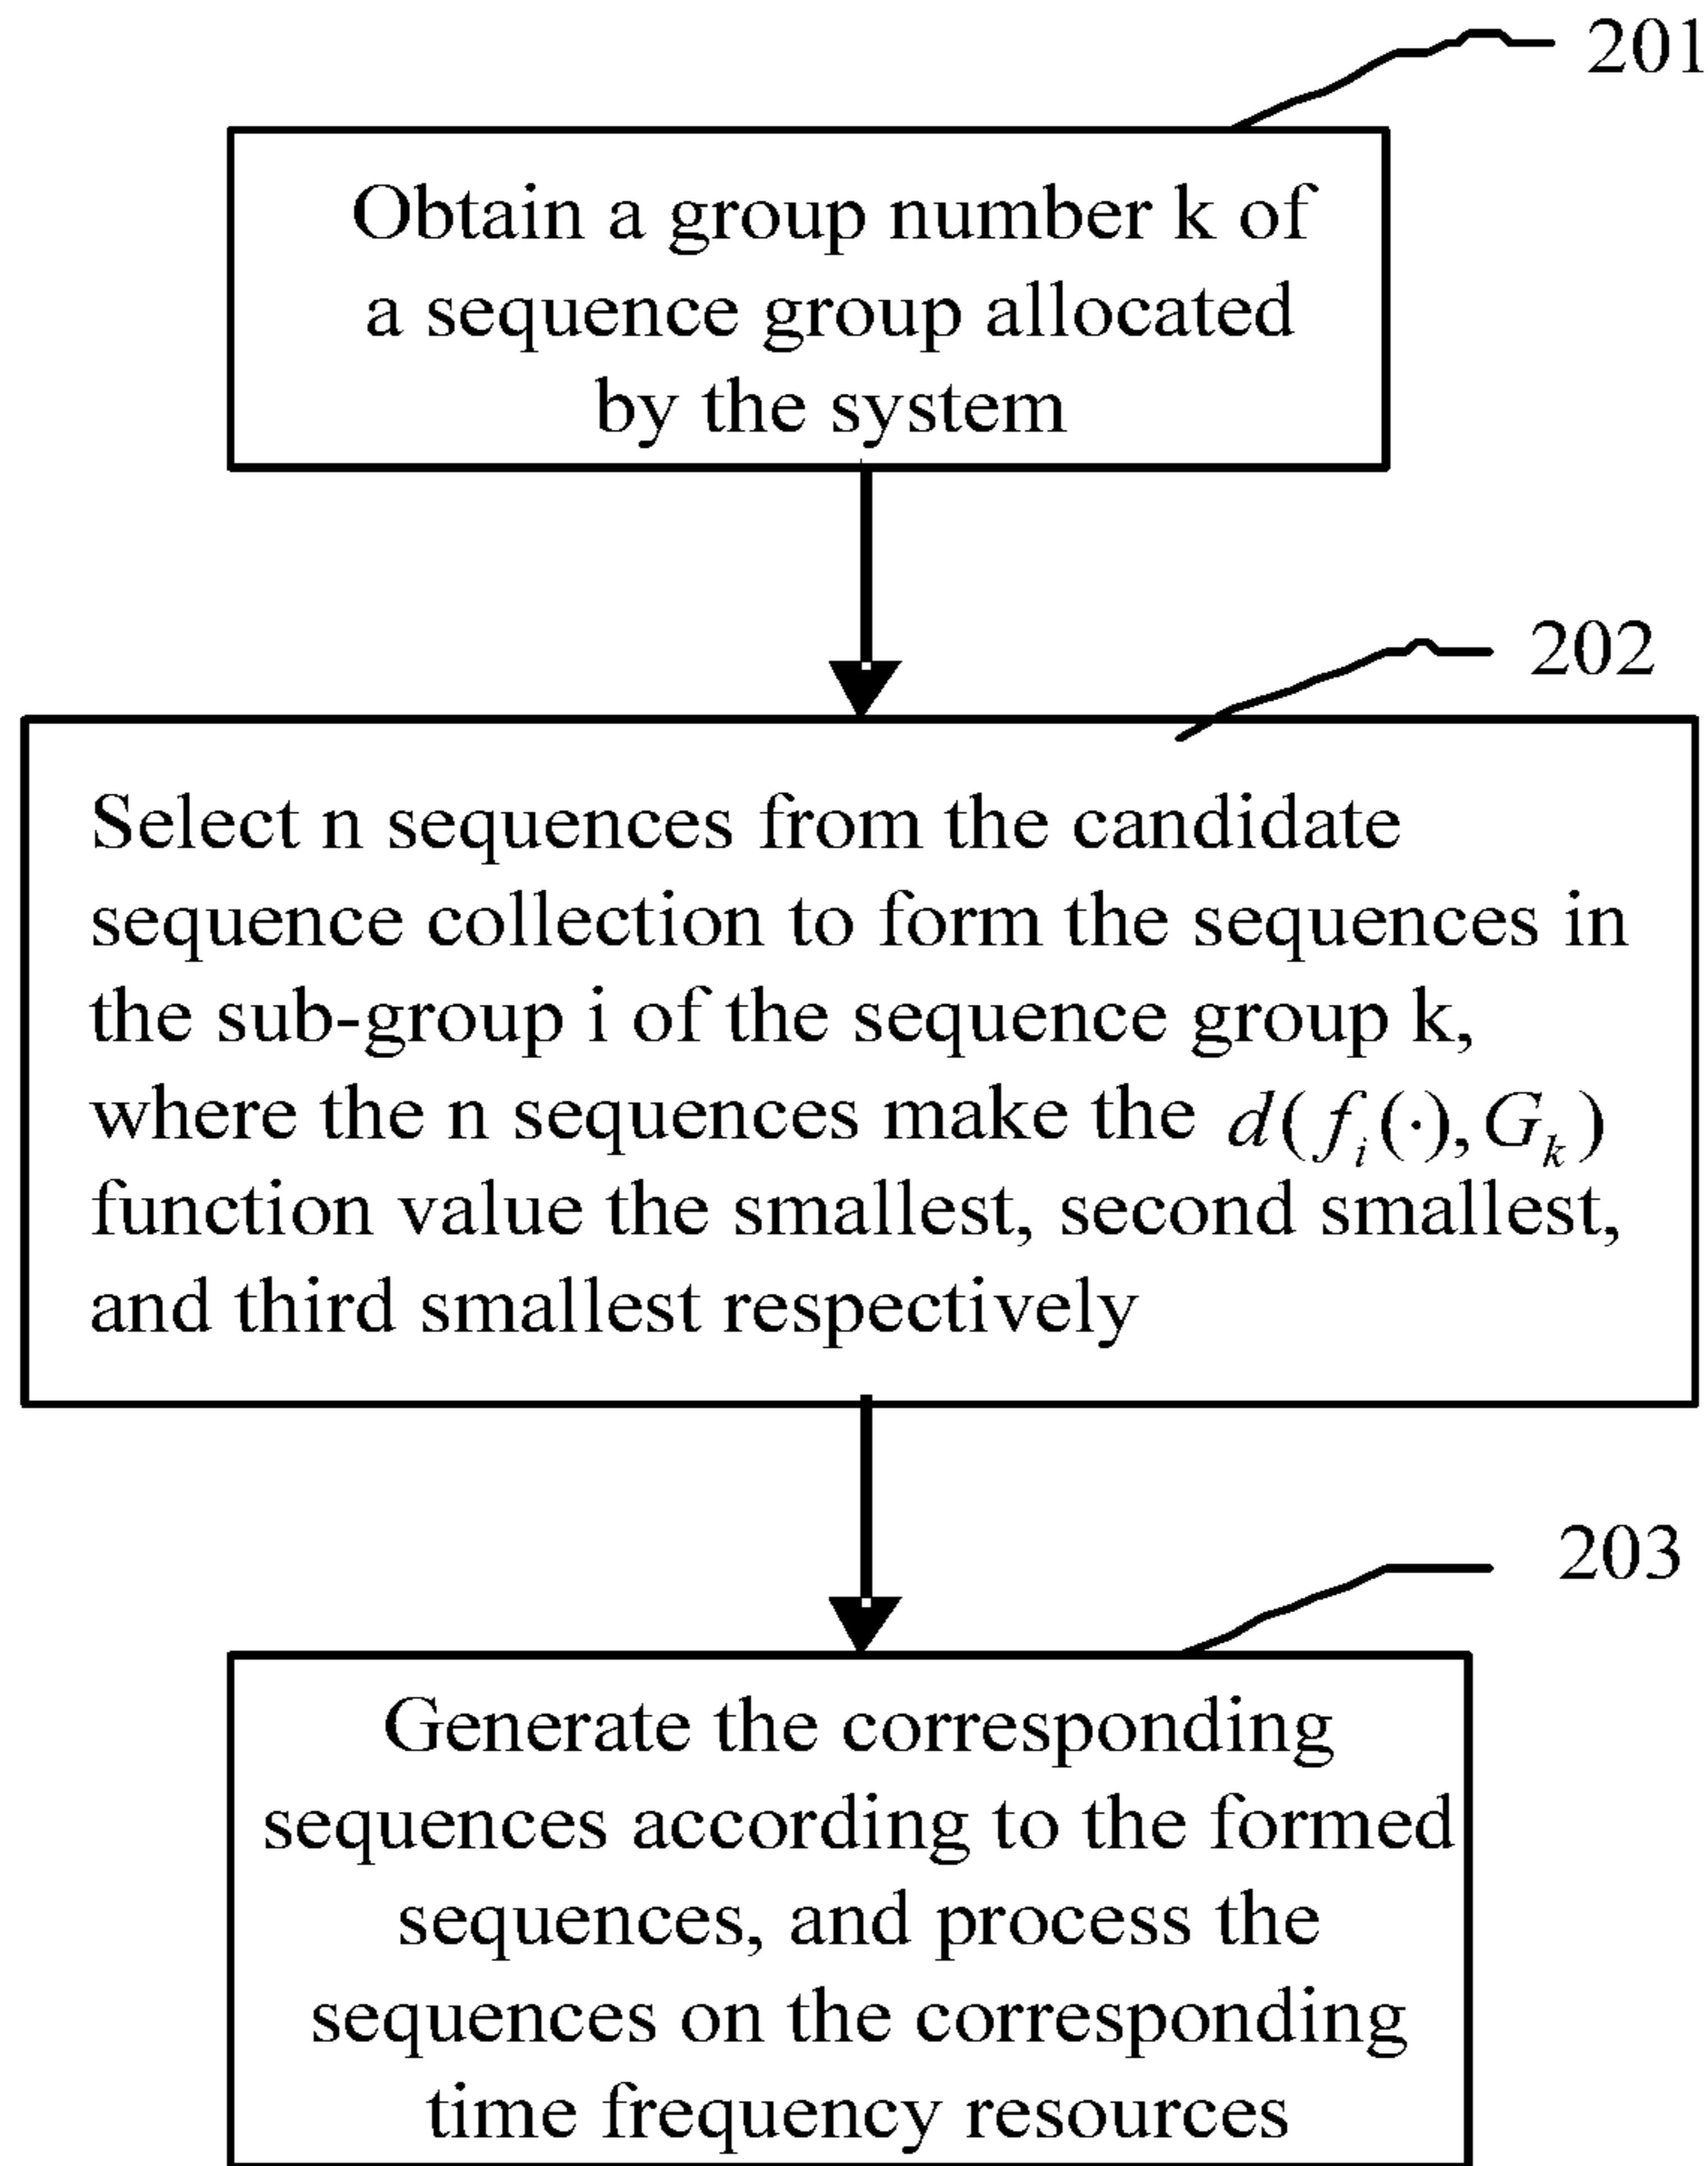 201
Obtain a group number k of
a sequence group allocated
by the system
202
Select n sequences from the candidate
sequence collection to form the sequences in
the sub-group i of the sequence group k,
where the n sequences make the d(f_i(·), G_k)
function value the smallest, second smallest,
and third smallest respectively
203
Generate the corresponding
sequences according to the formed
sequences, and process the
sequences on the corresponding
time frequency resources